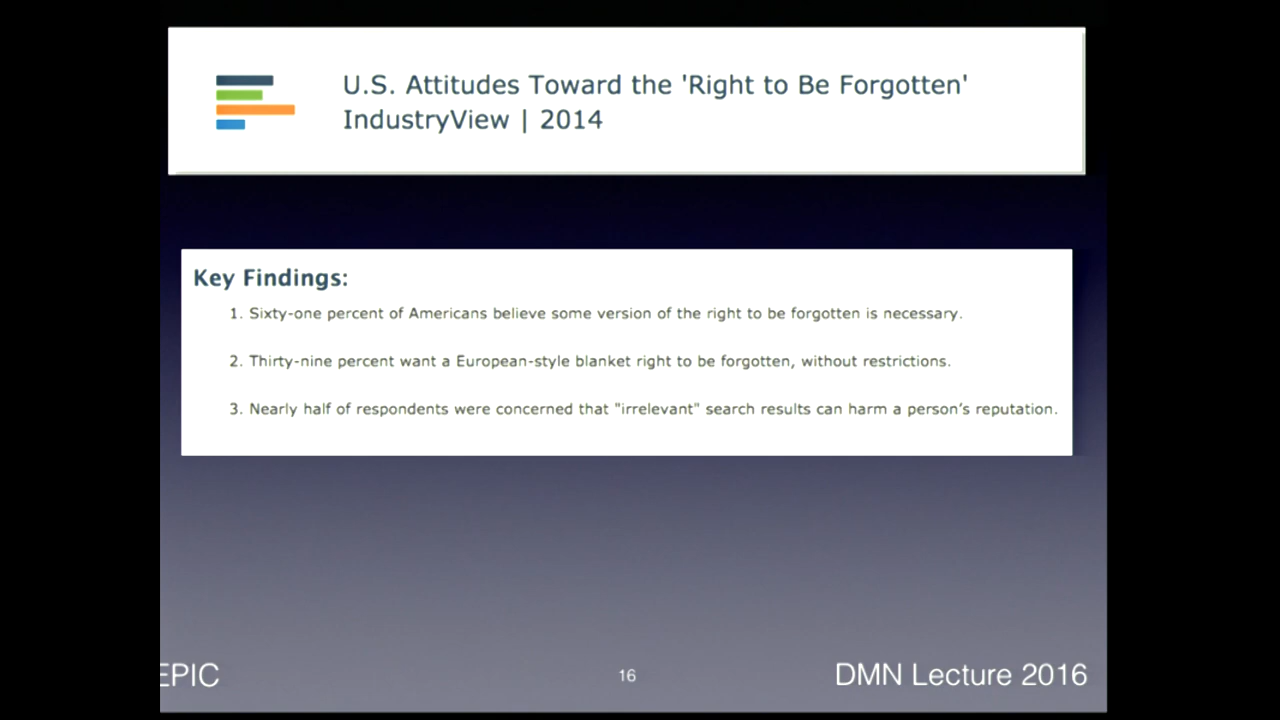 U.S. Attitudes Toward the 'Right to Be Forgotten'
IndustryView | 2014
Key Findings:
1. Sixty-one percent of Americans believe some version of the right to be forgotten is necessary.
2. Thirty-nine percent want a European-style blanket right to be forgotten, without restrictions.
3. Nearly half of respondents were concerned that "irrelevant" search results can harm a person's reputation.
EPIC
16
DMN Lecture 2016